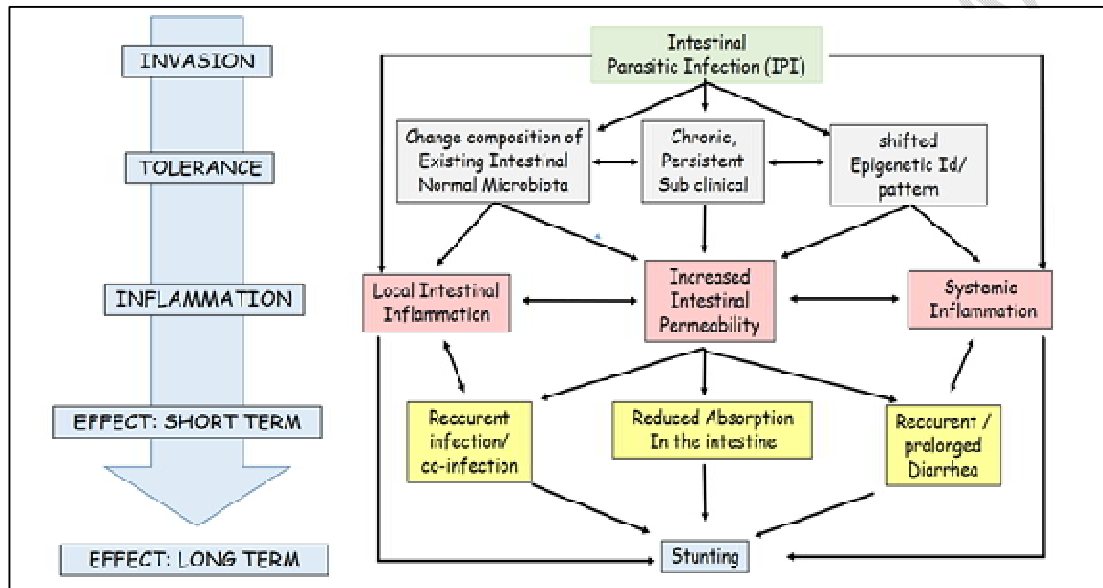 INVASION
TOLERANCE
INFLAMMATION
EFFECT: SHORT TERM
EFFECT: LONG TERM
Intestinal
Parasitic Infection (IPI)
Change composition of
Existing Intestinal
Normal Microbiota
Chronic,
Persistent
Sub clinical
shifted
Epigenetic Id/
pattern
Local Intestinal
Inflammation
Increased
Intestinal
Permeability
Systemic
Inflammation
Reccurent
infection/
co-infection
Reduced Absorption
In the intestine
Reccurent /
pralorged
Diarrhea
Stunting